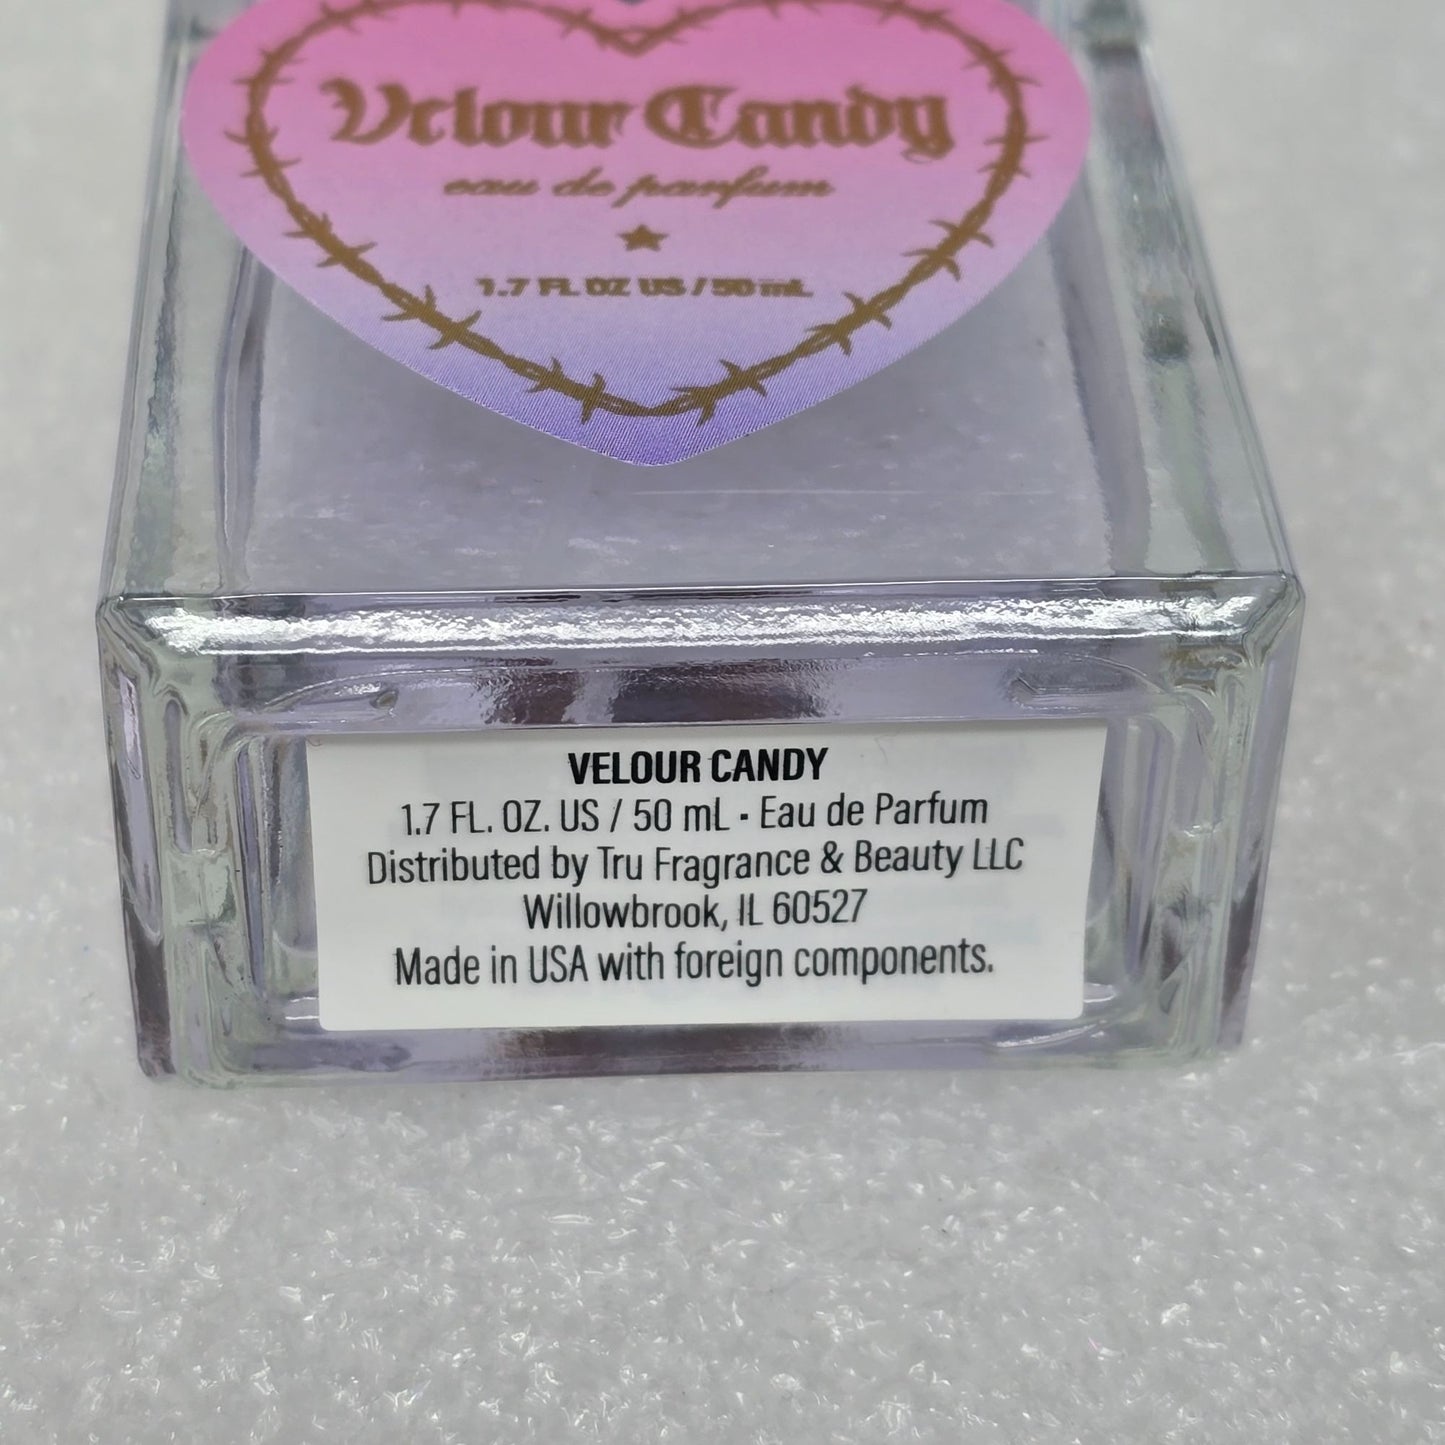 Velour Candy
eau de parfum
1.7 FL OZ US / 50 mL
VELOUR CANDY
1.7 FL. OZ. US / 50 mL • Eau de Parfum
Distributed by Tru Fragrance & Beauty LLC
Willowbrook, IL 60527
Made in USA with foreign components.